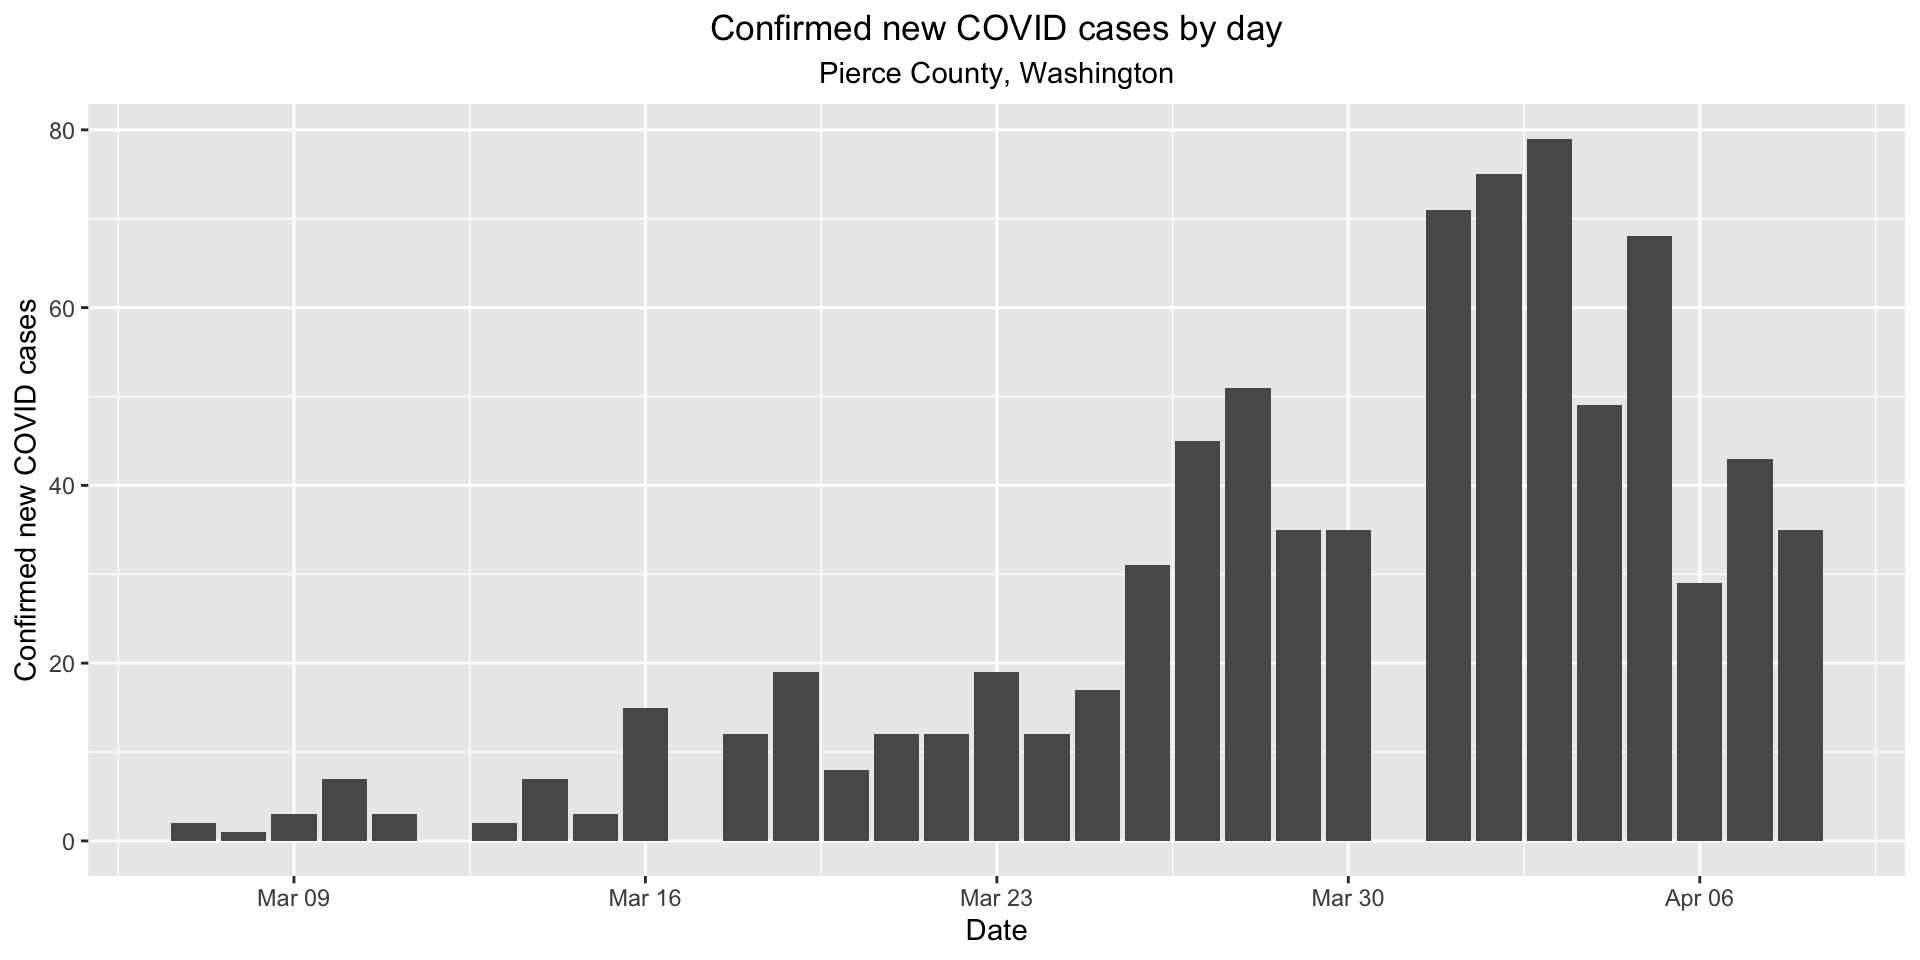 Confirmed new COVID cases by day
Pierce County, Washington
Confirmed new COVID cases
80
60
40
20
0
Mar 09 Mar 16 Mar 23 Mar 30 Apr 06
Date